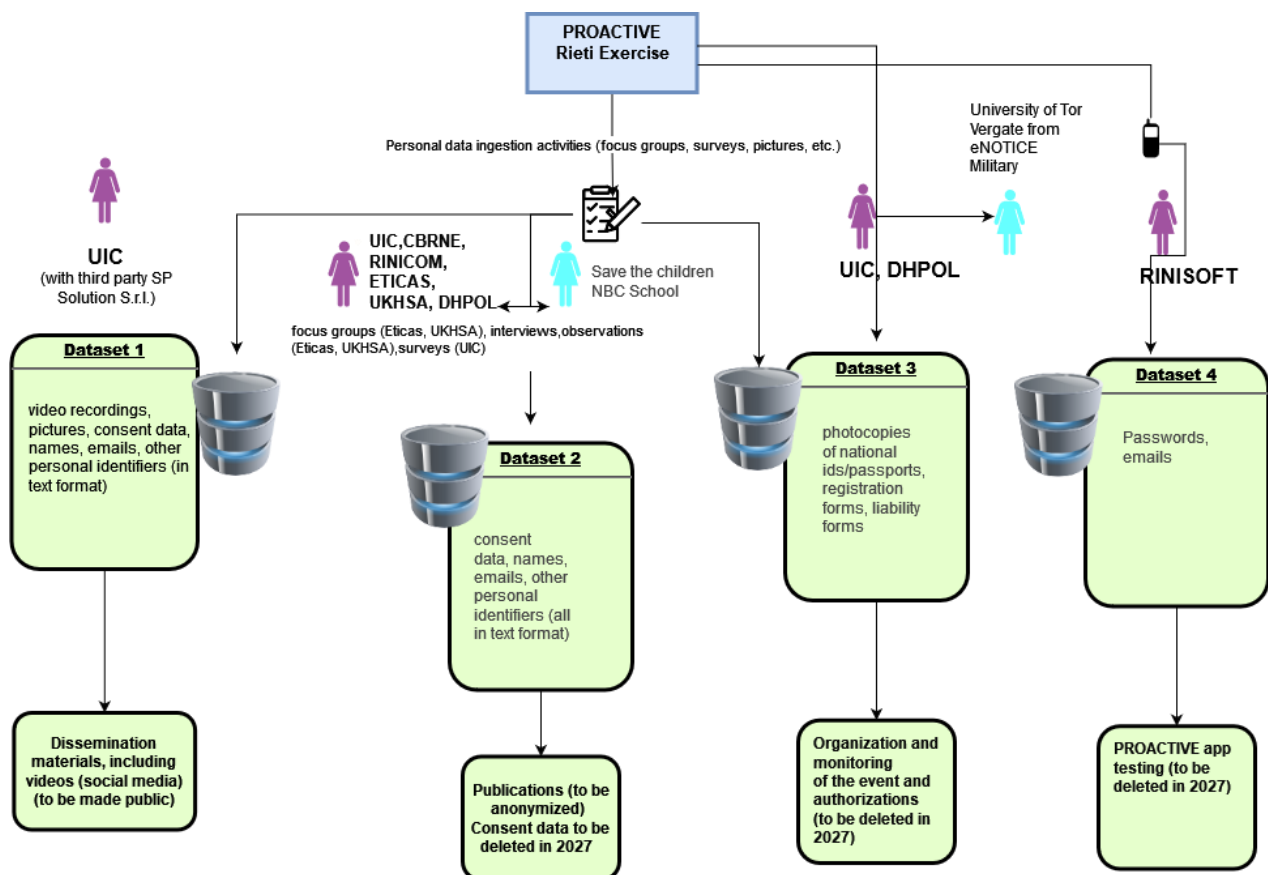 PROACTIVE
Rieti Exercise
Personal data ingestion activities (focus groups, surveys, pictures, etc.)
University of Tor
Vergate from
eNOTICE
Military
UIC
(with third party SP
Solution S.r.l.)
UIC,CBRNE,
RINICOM,
ETICAS,
UKHSA, DHPOL
Save the children
NBC School
UIC, DHPOL
RINISOFT
focus groups (Eticas, UKHSA), interviews,observations
(Eticas, UKHSA),surveys (UIC)
Dataset 1
video recordings,
pictures, consent data,
names, emails, other
personal identifiers (in
text format)
Dataset 2
consent
data, names,
emails, other
personal
identifiers (all
in text format)
Dataset 3
photocopies
of national
ids/passports,
registration
forms, liability
forms
Dataset 4
Passwords,
emails
Dissemination
materials, including
videos (social media)
(to be made public)
Publications (to be
anonymized)
Consent data to be
deleted in 2027
Organization and
monitoring
of the event and
authorizations
(to be deleted in
2027)
PROACTIVE app
testing (to be
deleted in 2027)